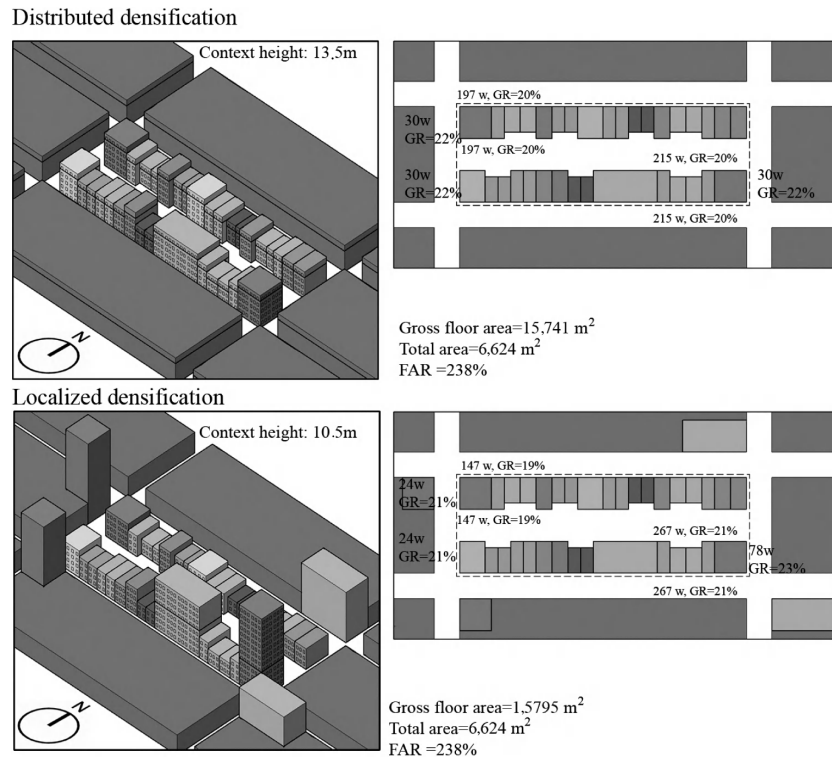 Distributed densification
Context height: 13.5m
N
197 w, GR=20%
30w
GR=22%
197 w, GR=20%
215 w, GR=20%
30w
GR=22%
30w
GR=22%
215 w, GR=20%
Gross floor area=15,741 m²
Total area=6,624 m²
FAR =238%
Localized densification
Context height: 10.5m
N
147 w, GR=19%
24w
GR=21%
147 w, GR=19%
267 w, GR=21%
24w
GR=21%
78w
GR=23%
267 w, GR=21%
Gross floor area=1,5795 m²
Total area=6,624 m²
FAR =238%